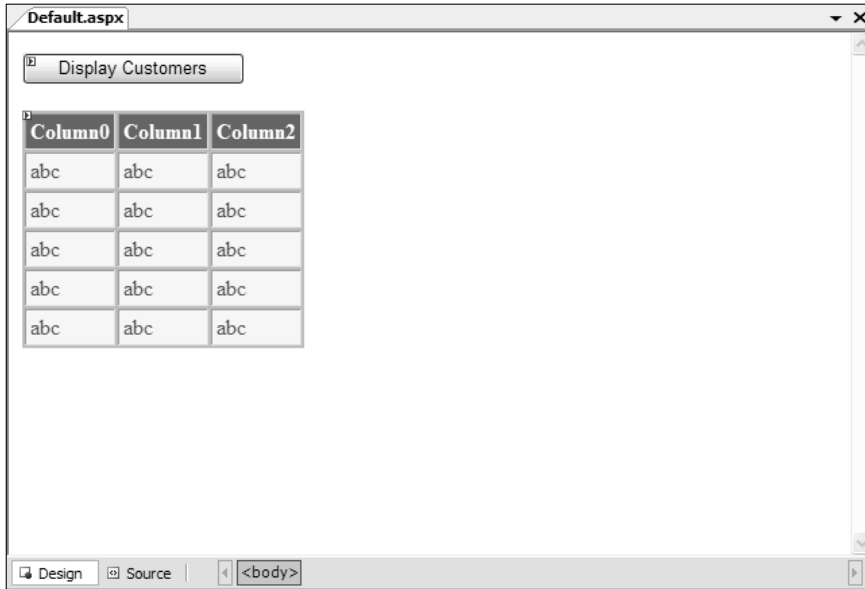 Default.aspx
Display Customers
Column0 Column1 Column2
abc abc abc
abc abc abc
abc abc abc
abc abc abc
abc abc abc
Design Source <body>